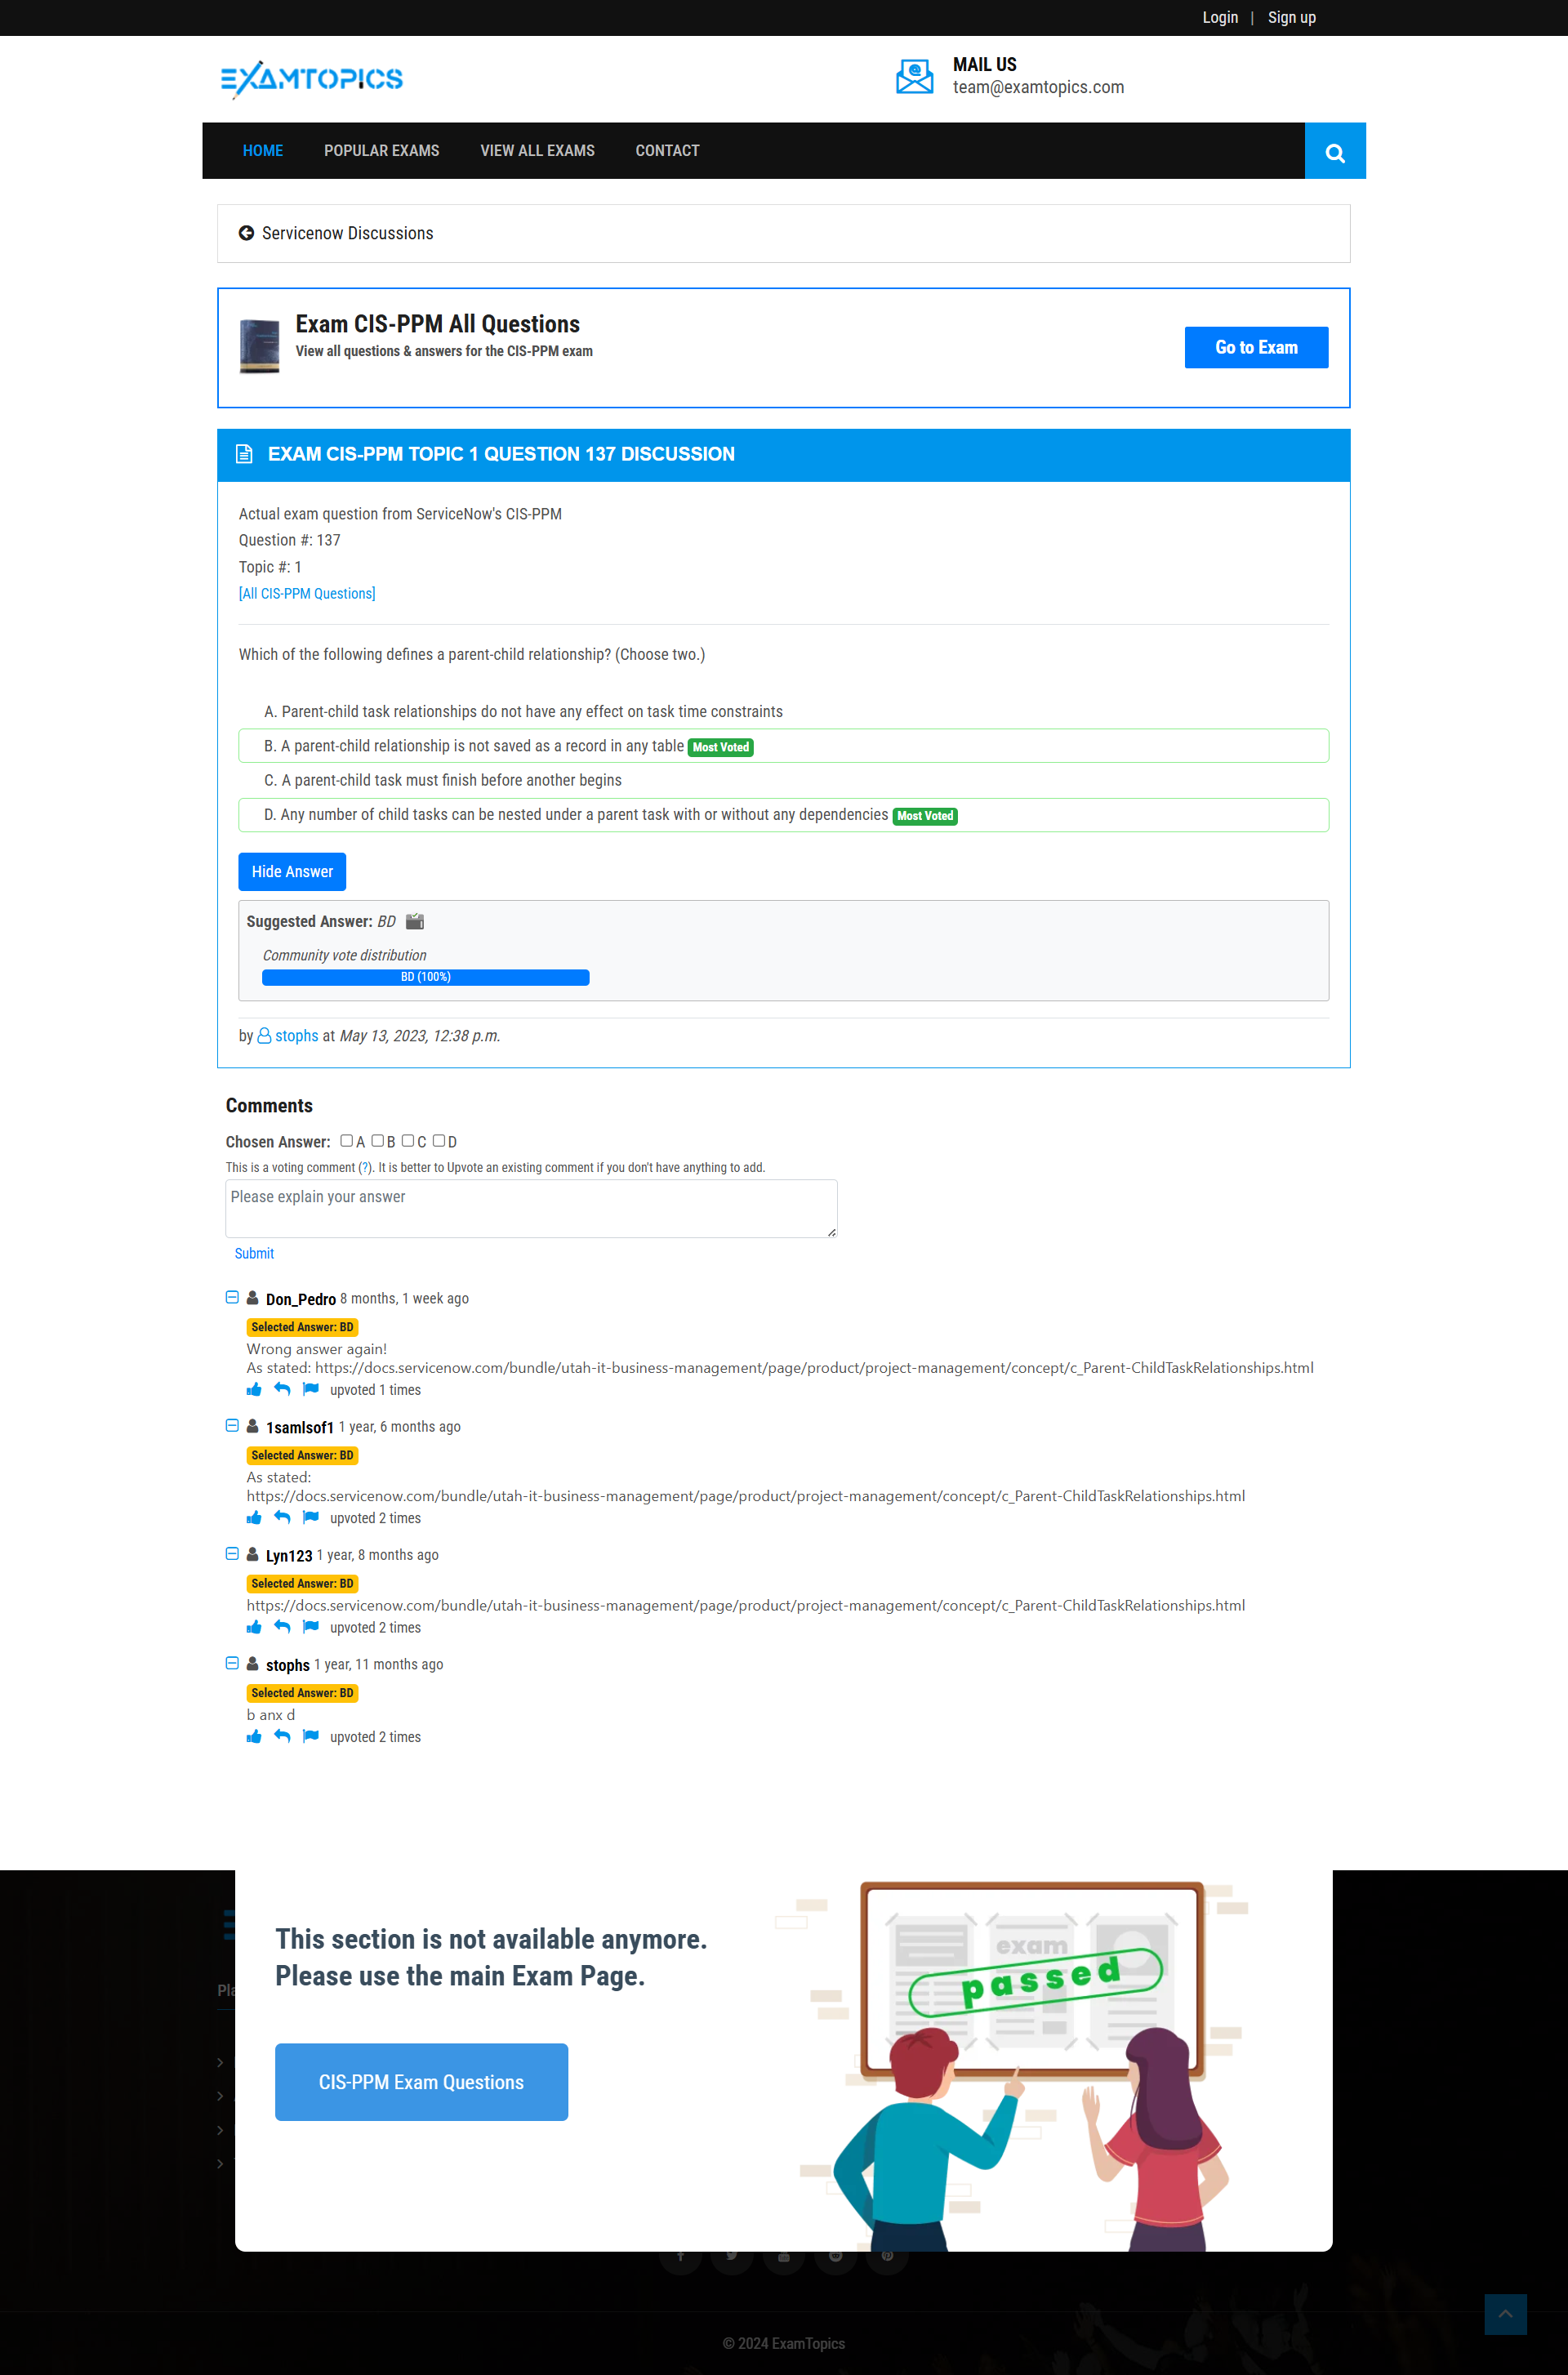 Login | Sign up
EXAMTOPICS
MAIL US
team@examtopics.com
HOME POPULAR EXAMS VIEW ALL EXAMS CONTACT
Servicenow Discussions
Exam CIS-PPM All Questions
View all questions & answers for the CIS-PPM exam
Go to Exam
EXAM CIS-PPM TOPIC 1 QUESTION 137 DISCUSSION
Actual exam question from ServiceNow's CIS-PPM
Question #: 137
Topic #: 1
[All CIS-PPM Questions]
Which of the following defines a parent-child relationship? (Choose two.)
A. Parent-child task relationships do not have any effect on task time constraints
B. A parent-child relationship is not saved as a record in any table Most Voted
C. A parent-child task must finish before another begins
D. Any number of child tasks can be nested under a parent task with or without any dependencies Most Voted
Hide Answer
Suggested Answer: BD
Community vote distribution
BD (100%)
by stophs at May 13, 2023, 12:38 p.m.
Comments
Chosen Answer: A B C D
This is a voting comment (?). It is better to Upvote an existing comment if you don't have anything to add.
Please explain your answer
Submit
Don_Pedro 8 months, 1 week ago
Selected Answer: BD
Wrong answer again!
As stated: https://docs.servicenow.com/bundle/utah-it-business-management/page/product/project-management/concept/c_Parent-ChildTaskRelationships.html
upvoted 1 times
1samlsof1 1 year, 6 months ago
Selected Answer: BD
As stated:
https://docs.servicenow.com/bundle/utah-it-business-management/page/product/project-management/concept/c_Parent-ChildTaskRelationships.html
upvoted 2 times
Lyn123 1 year, 8 months ago
Selected Answer: BD
https://docs.servicenow.com/bundle/utah-it-business-management/page/product/project-management/concept/c_Parent-ChildTaskRelationships.html
upvoted 2 times
stophs 1 year, 11 months ago
Selected Answer: BD
b anx d
upvoted 2 times
This section is not available anymore.
Please use the main Exam Page.
CIS-PPM Exam Questions
exam
passed
© 2024 ExamTopics